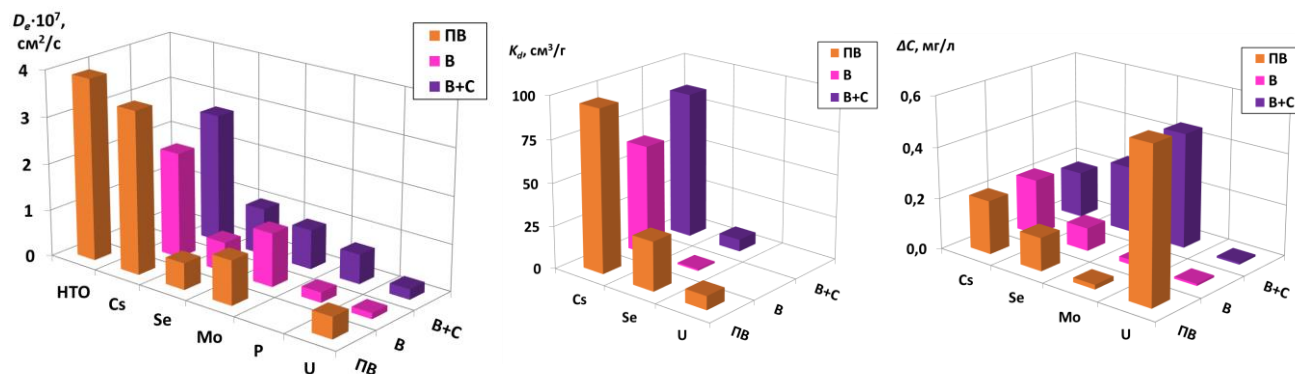 Dₑ·10⁷,
см²/с
4
3
2
1
0
НТО
Cs
Se
Mo
P
U
ПВ
В
В+С
ПВ
В
В+С
K_d, см³/г
100
75
50
25
0
Cs
Se
U
ПВ
В
В+С
ПВ
В
В+С
ΔC, мг/л
0,6
0,4
0,2
0,0
Cs
Se
Mo
U
ПВ
В
В+С
ПВ
В
В+С